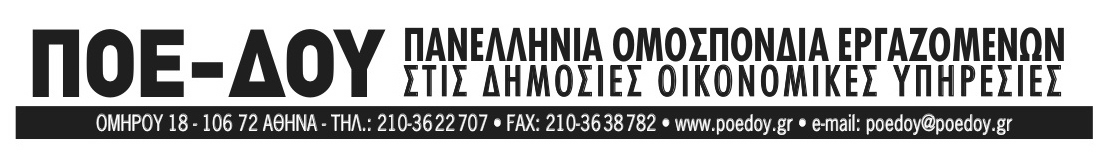 ΠΟΕ-ΔΟΥ
ΠΑΝΕΛΛΗΝΙΑ ΟΜΟΣΠΟΝΔΙΑ ΕΡΓΑΖΟΜΕΝΩΝ
ΣΤΙΣ ΔΗΜΟΣΙΕΣ ΟΙΚΟΝΟΜΙΚΕΣ ΥΠΗΡΕΣΙΕΣ
ΟΜΗΡΟΥ 18 - 106 72 ΑΘΗΝΑ - ΤΗΛ.: 210-3622707 • FAX: 210-3638782 • www.poedoy.gr • e-mail: poedoy@poedoy.gr